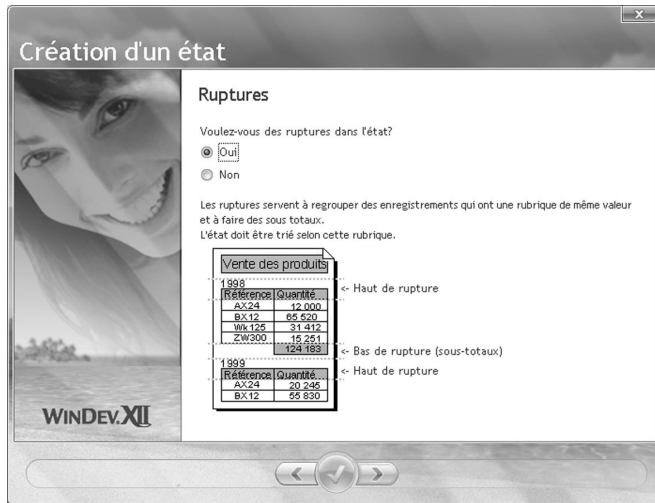 x
Création d'un état
Ruptures
Voulez-vous des ruptures dans l'état?
Oui
Non
Les ruptures servent à regrouper des enregistrements qui ont une rubrique de même valeur
et à faire des sous totaux.
L'état doit être trié selon cette rubrique.
Vente des produits
1998
<- Haut de rupture
Référence Quantité
AX24 12 000
BX12 65 520
Wk125 31 412
ZW300 15 251
124 183 <- Bas de rupture (sous-totaux)
1999
<- Haut de rupture
Référence Quantité
AX24 20 245
BX12 55 830
WINDEV.XII